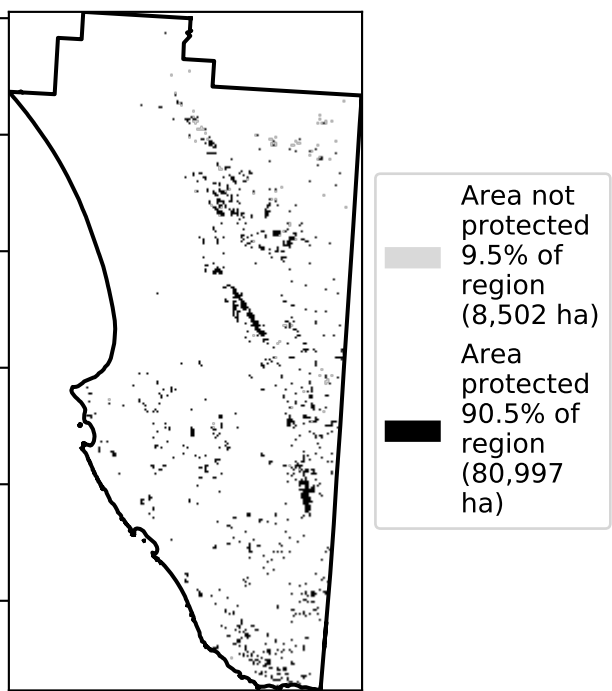 Area not
protected
9.5% of
region
(8,502 ha)
Area
protected
90.5% of
region
(80,997
ha)